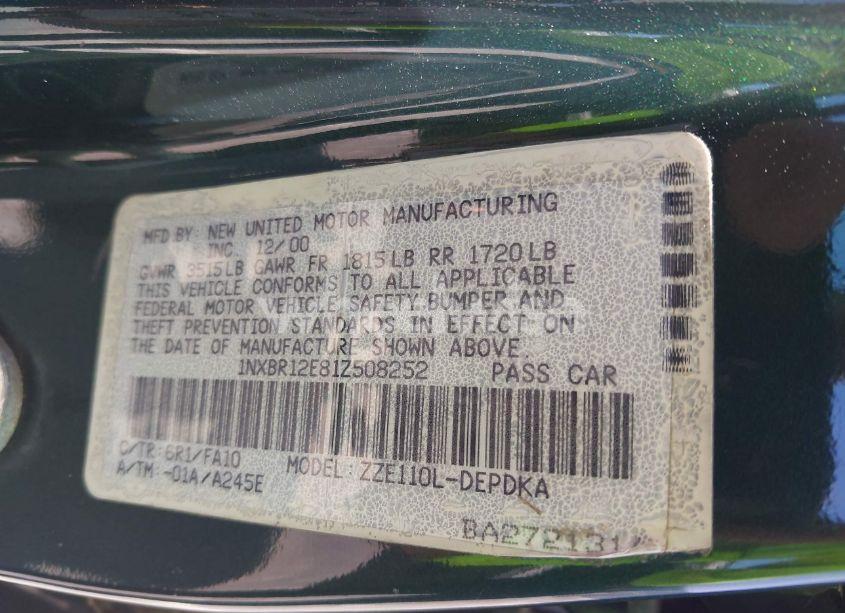 MFD BY: NEW UNITED MOTOR MANUFACTURING
INC. 12/00
GVWR 3515LB GAWR FR 1815LB RR 1720LB
THIS VEHICLE CONFORMS TO ALL APPLICABLE
FEDERAL MOTOR VEHICLE SAFETY, BUMPER AND
THEFT PREVENTION STANDARDS IN EFFECT ON
THE DATE OF MANUFACTURE SHOWN ABOVE.
1NXBR12E81Z508252 PASS CAR
C/TR: 6R1/FA10
A/TM: -01A/A245E MODEL: ZZE110L-DEPDKA
BA272131